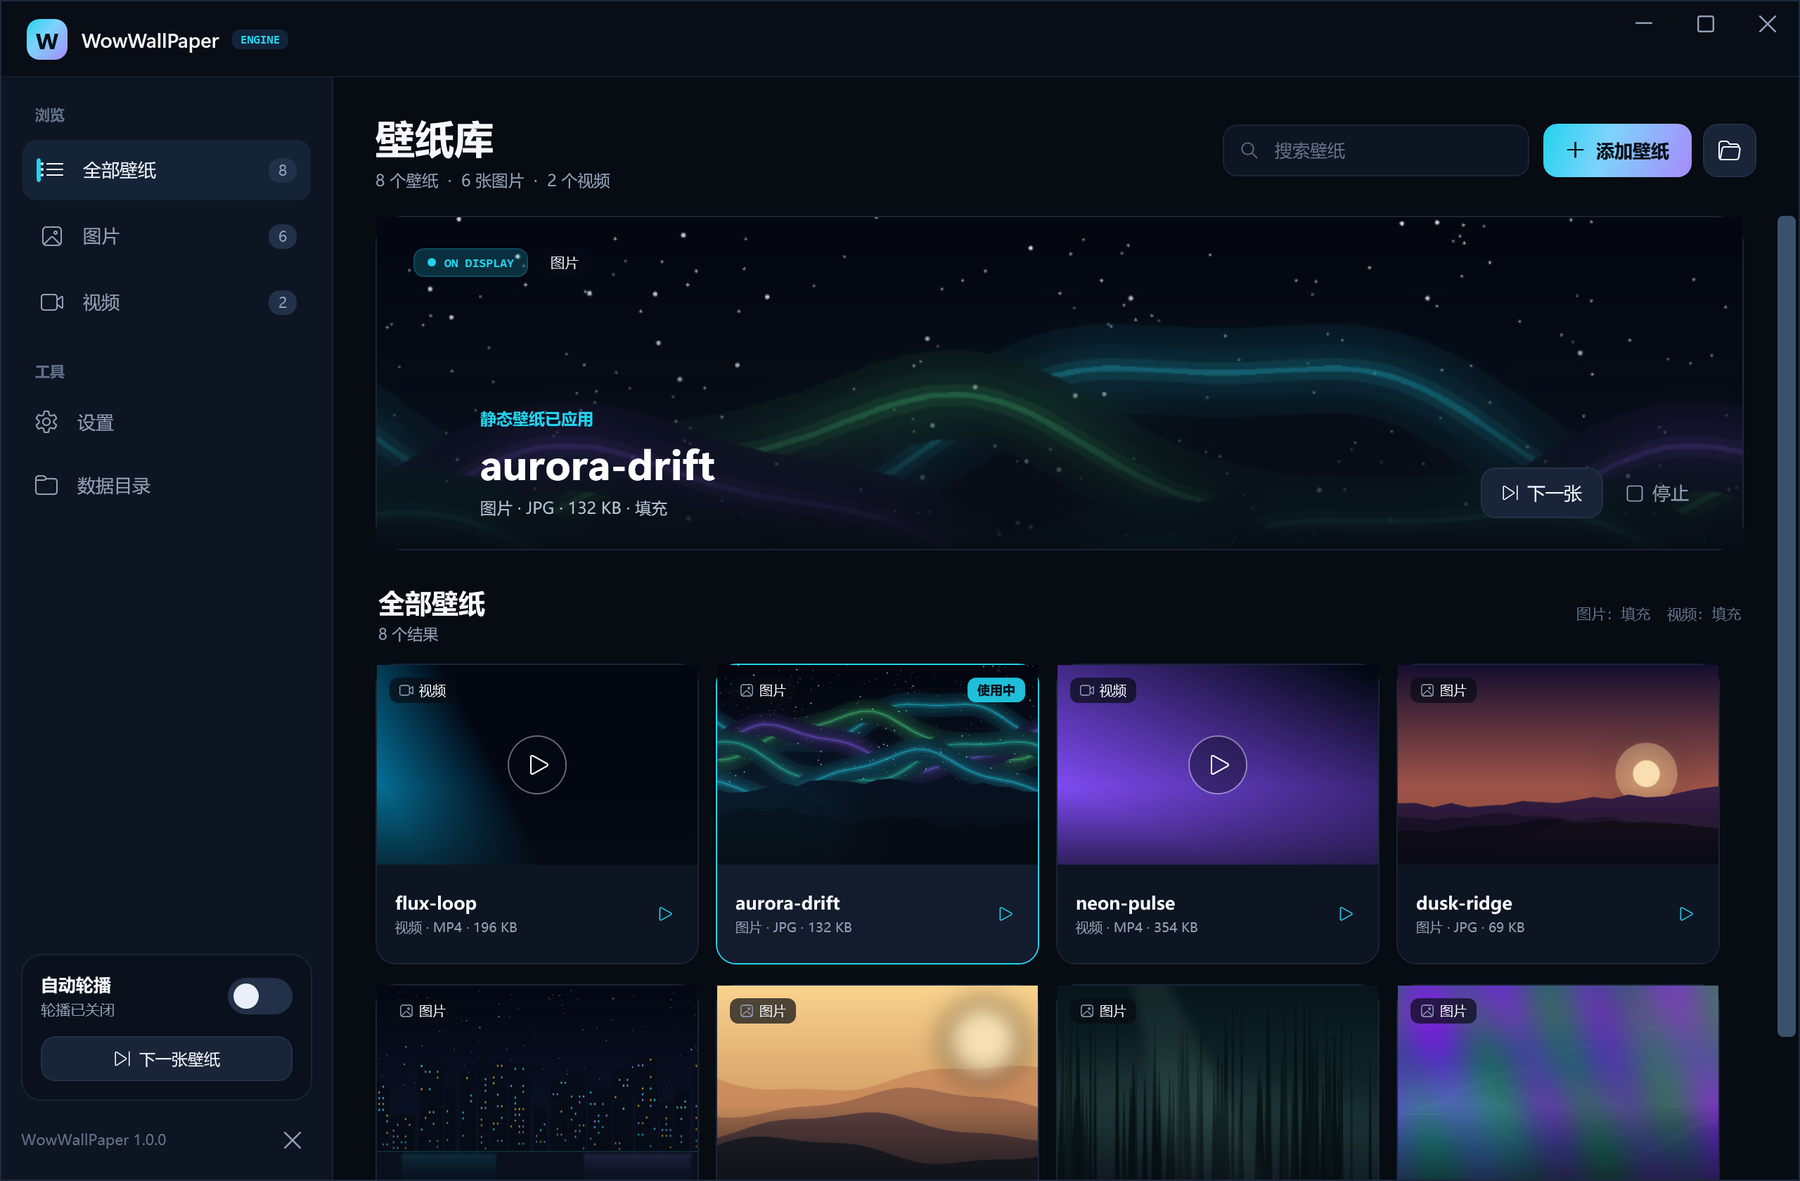 W WowWallPaper ENGINE
浏览
全部壁纸 8
图片 6
视频 2
工具
设置
数据目录
自动轮播
轮播已关闭
下一张壁纸
WowWallPaper 1.0.0
壁纸库
8 个壁纸 · 6 张图片 · 2 个视频
搜索壁纸
添加壁纸
ON DISPLAY 图片
静态壁纸已应用
aurora-drift
图片 · JPG · 132 KB · 填充
下一张 停止
全部壁纸
8 个结果
图片：填充 视频：填充
视频
flux-loop
视频 · MP4 · 196 KB
图片 使用中
aurora-drift
图片 · JPG · 132 KB
视频
neon-pulse
视频 · MP4 · 354 KB
图片
dusk-ridge
图片 · JPG · 69 KB
图片
图片
图片
图片